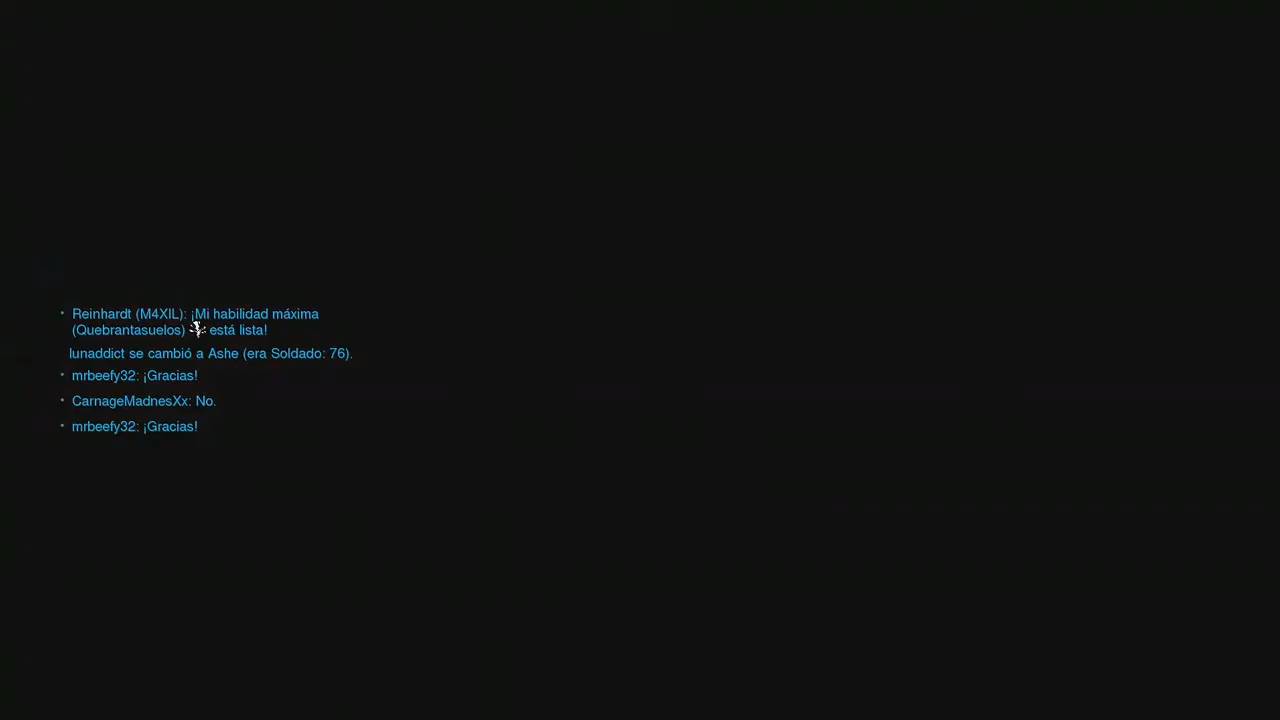 Reinhardt (M4XIL): ¡Mi habilidad máxima
(Quebrantasuelos) está lista!
lunaddict se cambió a Ashe (era Soldado: 76).
mrbeefy32: ¡Gracias!
CarnageMadnesXx: No.
mrbeefy32: ¡Gracias!